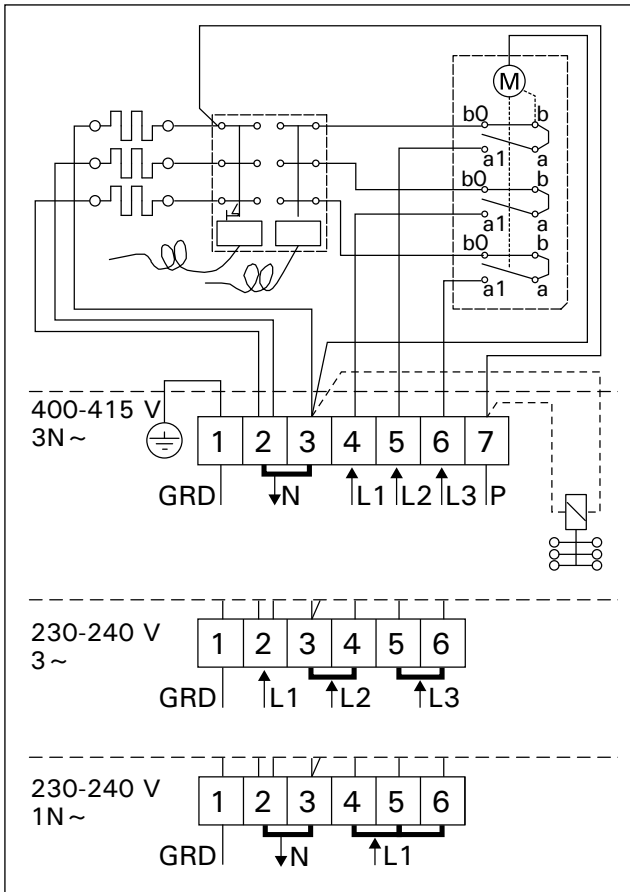 M
b0 b
a1 a
b0 b
a1 a
b0 b
a1 a
400-415 V
3N~
1 2 3 4 5 6 7
GRD N L1 L2 L3 P
230-240 V
3~
1 2 3 4 5 6
GRD L1 L2 L3
230-240 V
1N~
1 2 3 4 5 6
GRD N L1